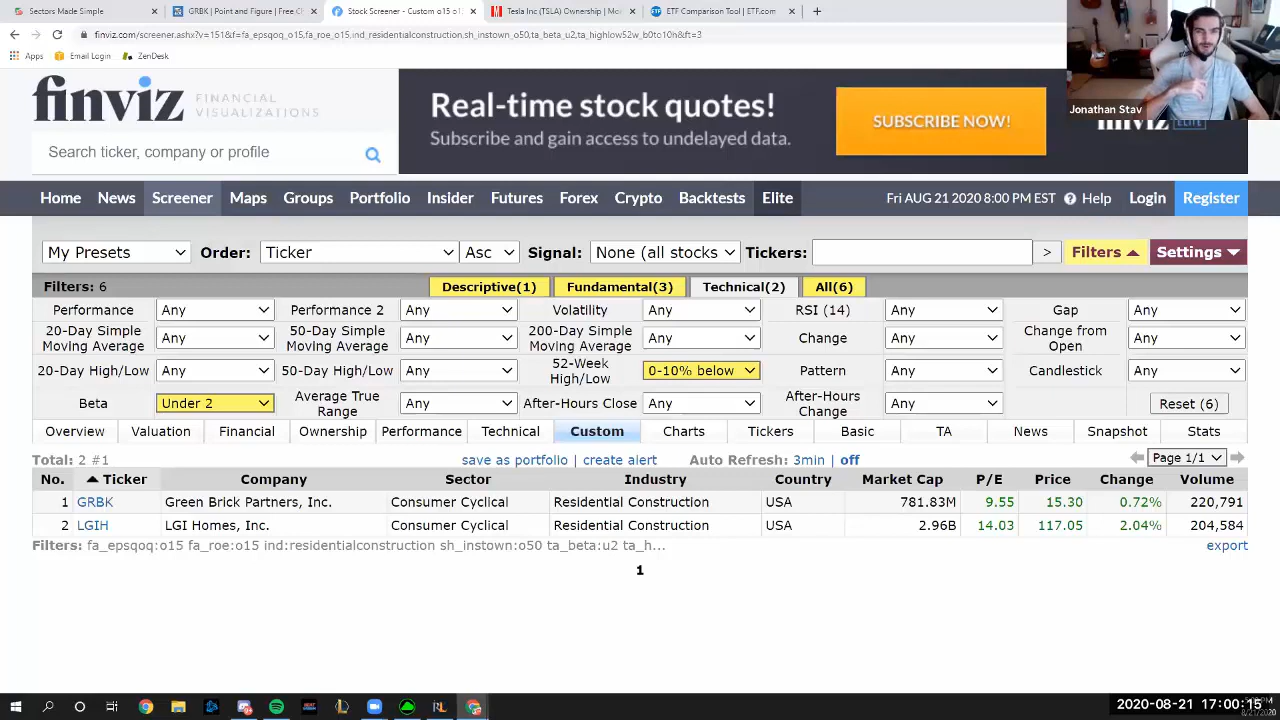 Sectors Made Simple
GRBK | Point and Figure | Free C
Stock Screener - Custom o15 o1
Tesla Inc (TSLA) Ownership | Mo
ETF Comparison Tool | ETF.com
finviz.com/screener.ashx?v=151&f=fa_epsqoq_o15,fa_roe_o15,ind_residentialconstruction,sh_instown_o50,ta_beta_u2,ta_highlow52w_b0to10h&ft=3
Apps Email Login ZenDesk
Jonathan Stav
finviz FINANCIAL VISUALIZATIONS
Real-time stock quotes!
Subscribe and gain access to undelayed data.
SUBSCRIBE NOW!
Search ticker, company or profile
Home News Screener Maps Groups Portfolio Insider Futures Forex Crypto Backtests Elite Fri AUG 21 2020 8:00 PM EST Help Login Register
My Presets Order: Ticker Asc Signal: None (all stocks Tickers: > Filters Settings
Filters: 6 Descriptive(1) Fundamental(3) Technical(2) All(6)
Performance Any Performance 2 Any Volatility Any RSI (14) Any Gap Any
20-Day Simple Moving Average Any 50-Day Simple Moving Average Any 200-Day Simple Moving Average Any Change Any Change from Open Any
20-Day High/Low Any 50-Day High/Low Any 52-Week High/Low 0-10% below Pattern Any Candlestick Any
Beta Under 2 Average True Range Any After-Hours Close Any After-Hours Change Any Reset (6)
Overview Valuation Financial Ownership Performance Technical Custom Charts Tickers Basic TA News Snapshot Stats
Total: 2 #1 save as portfolio | create alert Auto Refresh: 3min | off Page 1/1
No. Ticker Company Sector Industry Country Market Cap P/E Price Change Volume
1 GRBK Green Brick Partners, Inc. Consumer Cyclical Residential Construction USA 781.83M 9.55 15.30 0.72% 220,791
2 LGIH LGI Homes, Inc. Consumer Cyclical Residential Construction USA 2.96B 14.03 117.05 2.04% 204,584
Filters: fa_epsqoq:o15 fa_roe:o15 ind:residentialconstruction sh_instown:o50 ta_beta:u2 ta_h... export
1
2020-08-21 17:00:15